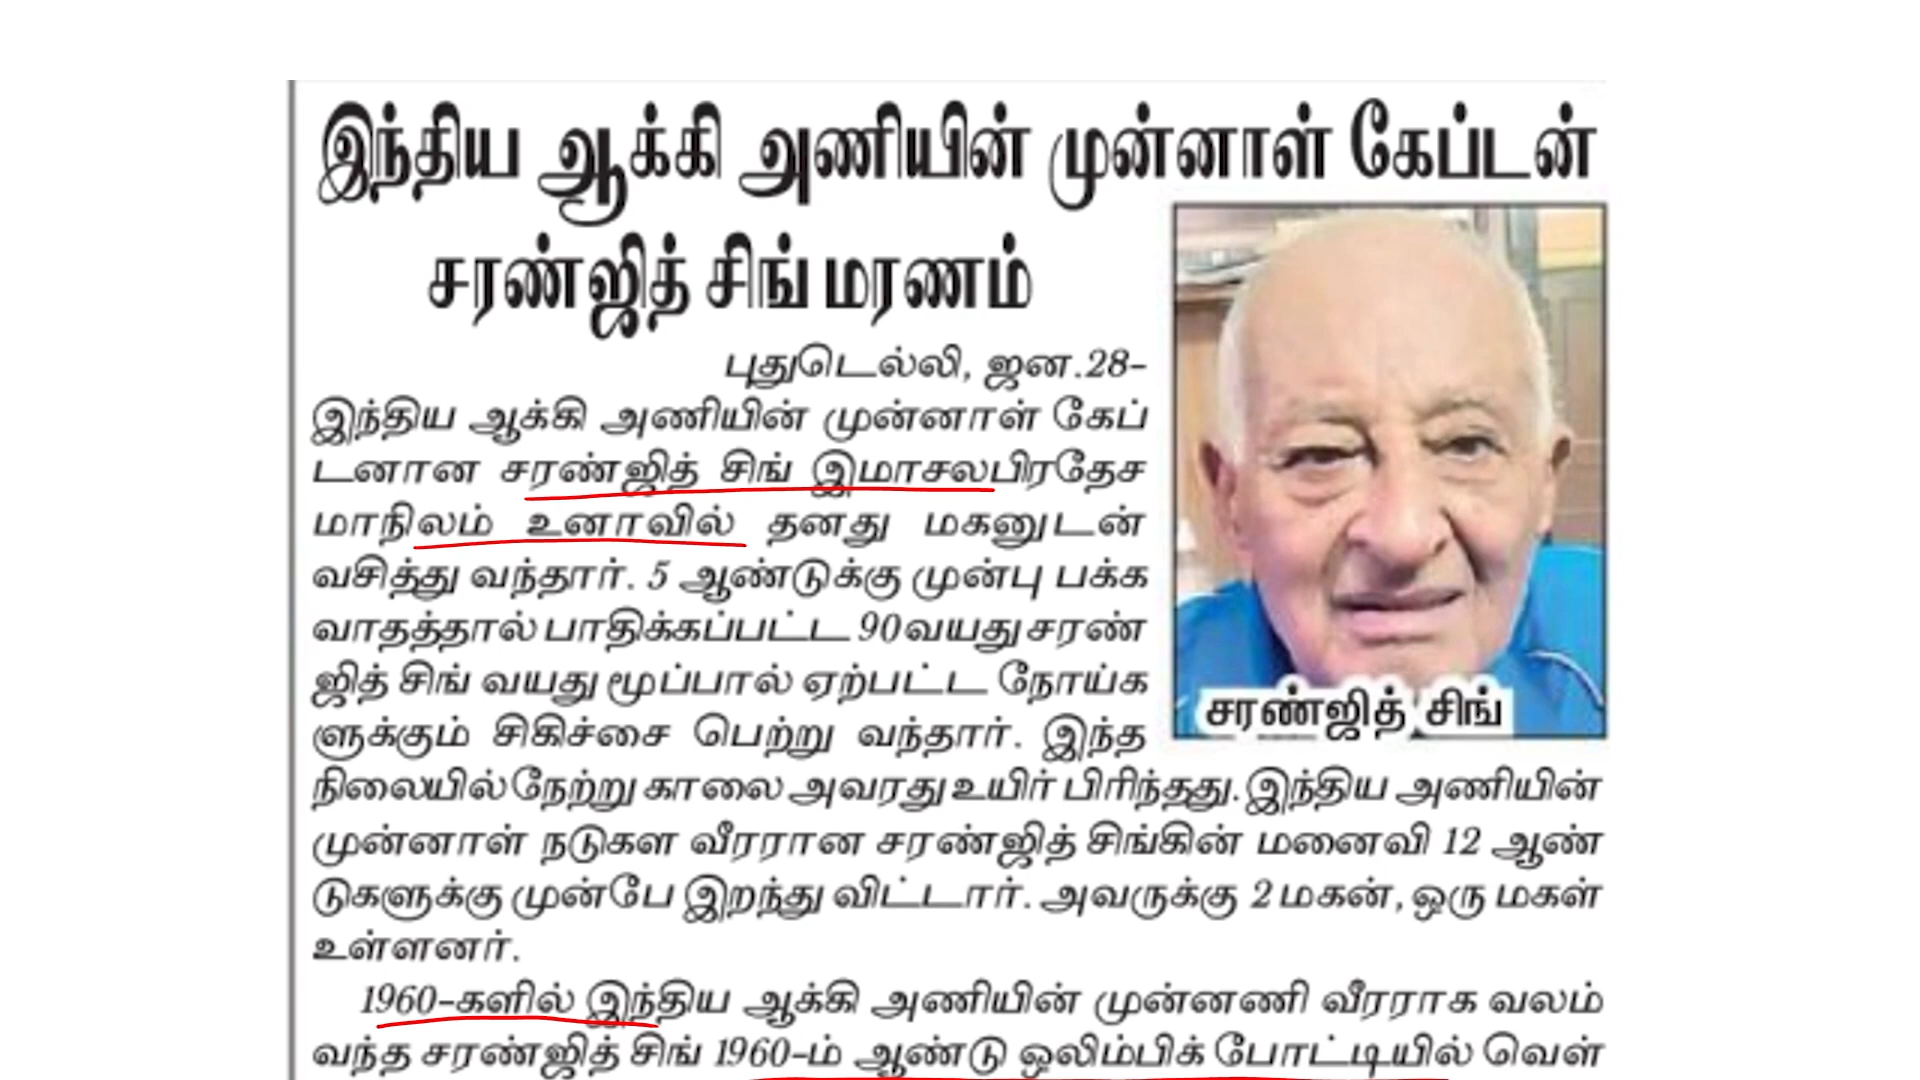 இந்திய ஆக்கி அணியின் முன்னாள் கேப்டன்
சரண்ஜித் சிங் மரணம்
புதுடெல்லி, ஜன.28-
இந்திய ஆக்கி அணியின் முன்னாள் கேப்
டனான சரண்ஜித் சிங் இமாசலபிரதேச
மாநிலம் உனாவில் தனது மகனுடன்
வசித்து வந்தார். 5 ஆண்டுக்கு முன்பு பக்க
வாதத்தால் பாதிக்கப்பட்ட 90 வயது சரண்
ஜித் சிங் வயது மூப்பால் ஏற்பட்ட நோய்க
ளுக்கும் சிகிச்சை பெற்று வந்தார். இந்த
நிலையில் நேற்று காலை அவரது உயிர் பிரிந்தது. இந்திய அணியின்
முன்னாள் நடுகள வீரரான சரண்ஜித் சிங்கின் மனைவி 12 ஆண்
டுகளுக்கு முன்பே இறந்து விட்டார். அவருக்கு 2 மகன், ஒரு மகள்
உள்ளனர்.
1960-களில் இந்திய ஆக்கி அணியின் முன்னணி வீரராக வலம்
வந்த சரண்ஜித் சிங் 1960-ம் ஆண்டு ஒலிம்பிக் போட்டியில் வெள்
சரண்ஜித் சிங்